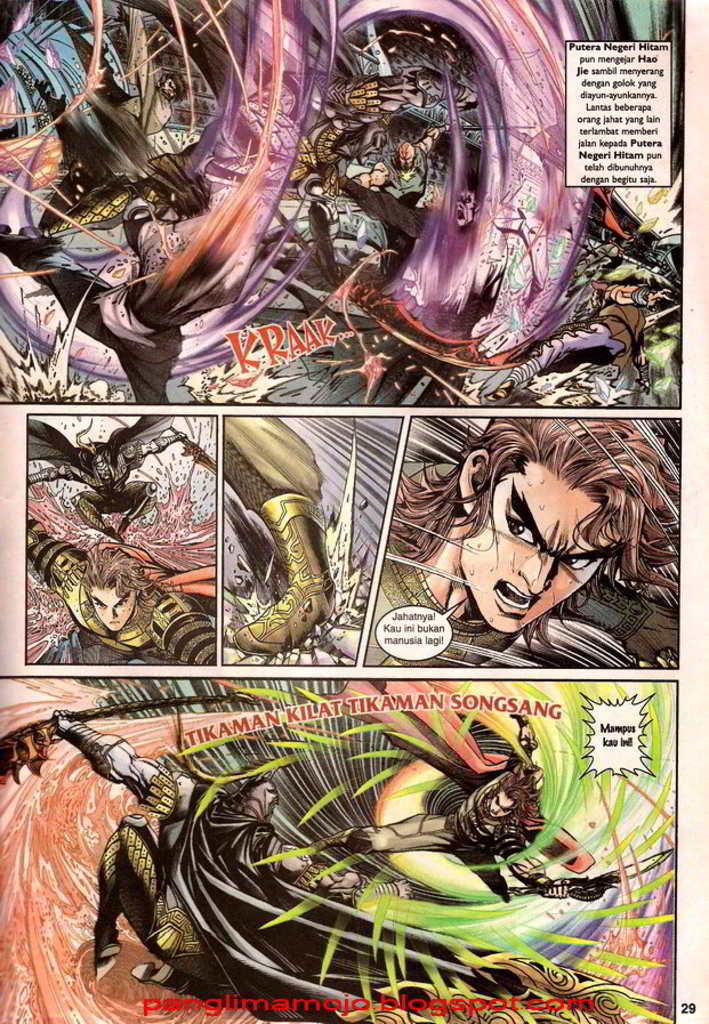 Putera Negeri Hitam
pun mengejar Hao
Jie sambil menyerang
dengan golok yang
diayun-ayunkannya.
Lantas beberapa
orang jahat yang lain
terlambat memberi
jalan kepada Putera
Negeri Hitam pun
telah dibunuhnya
dengan begitu saja.
KRAAK...
Jahatnya!
Kau ini bukan
manusia lagi!
TIKAMAN KILAT TIKAMAN SONGSANG
Mampus
kau ini!!
panglimamojo.blogspot.com
29